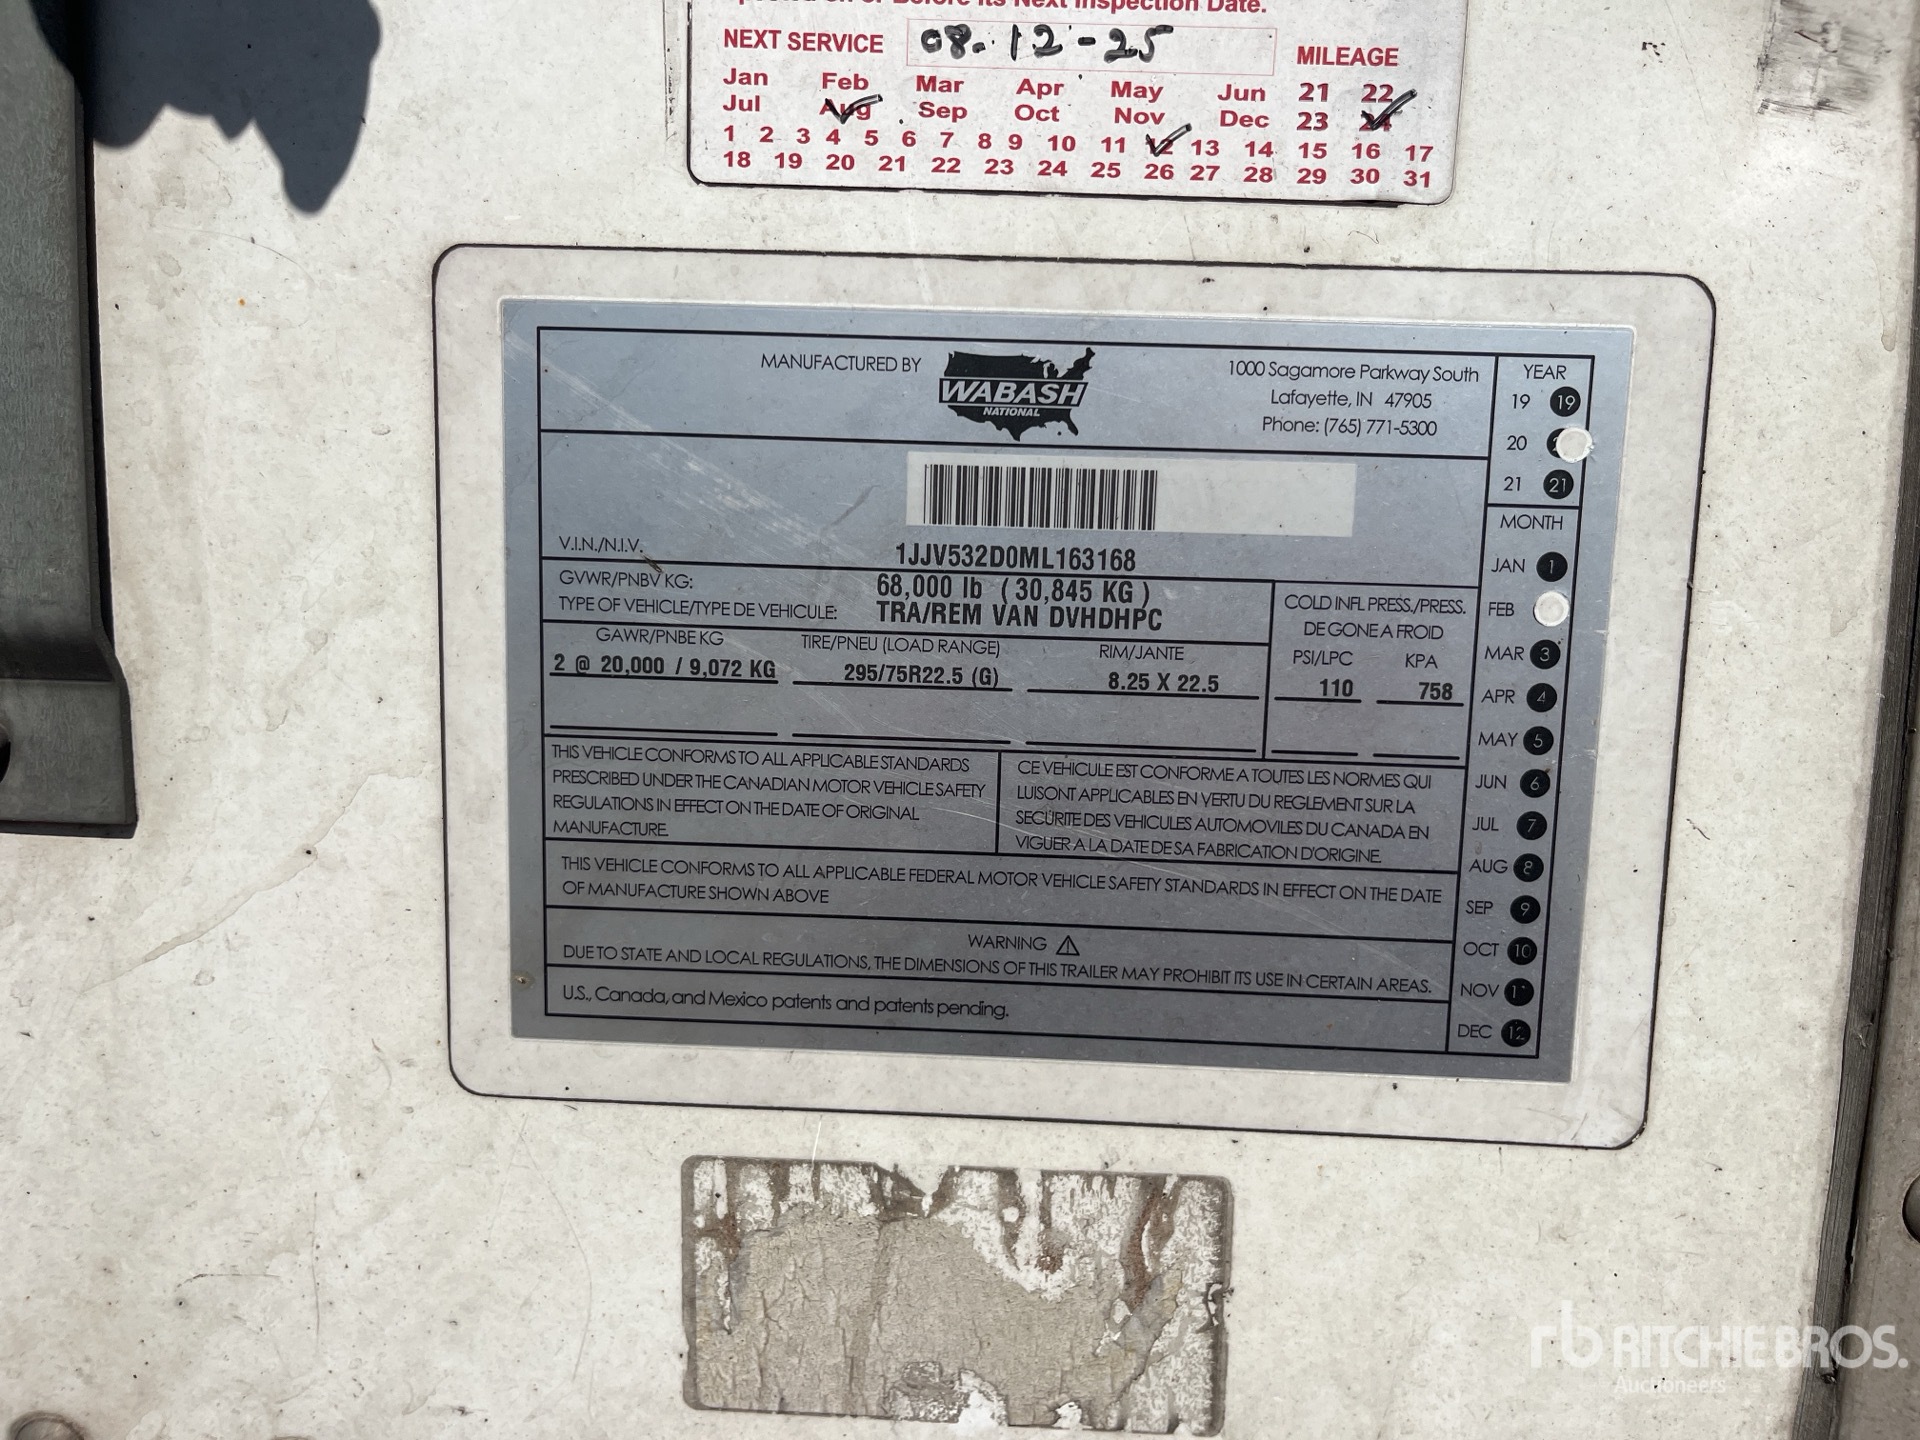 pected on or Before its Next Inspection Date.
NEXT SERVICE 08-12-25 MILEAGE
Jan Feb Mar Apr May Jun 21 22
Jul Aug Sep Oct Nov Dec 23 24
1 2 3 4 5 6 7 8 9 10 11 12 13 14 15 16 17
18 19 20 21 22 23 24 25 26 27 28 29 30 31
MANUFACTURED BY
WABASH
NATIONAL
1000 Sagamore Parkway South
Lafayette, IN 47905
Phone: (765) 771-5300
YEAR
19 19
20
21 21
V.I.N./N.I.V.
1JJV532D0ML163168
GVWR/PNBV KG: 68,000 lb ( 30,845 KG )
TYPE OF VEHICLE/TYPE DE VEHICULE: TRA/REM VAN DVHDHPC
GAWR/PNBE KG TIRE/PNEU (LOAD RANGE) RIM/JANTE
2 @ 20,000 / 9,072 KG 295/75R22.5 (G) 8.25 X 22.5
COLD INFL PRESS./PRESS.
DE GONE A FROID
PSI/LPC KPA
110 758
THIS VEHICLE CONFORMS TO ALL APPLICABLE STANDARDS
PRESCRIBED UNDER THE CANADIAN MOTOR VEHICLE SAFETY
REGULATIONS IN EFFECT ON THE DATE OF ORIGINAL
MANUFACTURE.
CE VEHICULE EST CONFORME A TOUTES LES NORMES QUI
LUISONT APPLICABLES EN VERTU DU REGLEMENT SUR LA
SECURITE DES VEHICULES AUTOMOVILES DU CANADA EN
VIGUER A LA DATE DE SA FABRICATION D'ORIGINE.
THIS VEHICLE CONFORMS TO ALL APPLICABLE FEDERAL MOTOR VEHICLE SAFETY STANDARDS IN EFFECT ON THE DATE
OF MANUFACTURE SHOWN ABOVE
WARNING
DUE TO STATE AND LOCAL REGULATIONS, THE DIMENSIONS OF THIS TRAILER MAY PROHIBIT ITS USE IN CERTAIN AREAS.
U.S., Canada, and Mexico patents and patents pending.
MONTH
JAN 1
FEB
MAR 3
APR 4
MAY 5
JUN 6
JUL 7
AUG 8
SEP 9
OCT 10
NOV 11
DEC 12
rb RITCHIE BROS.
Auctioneers